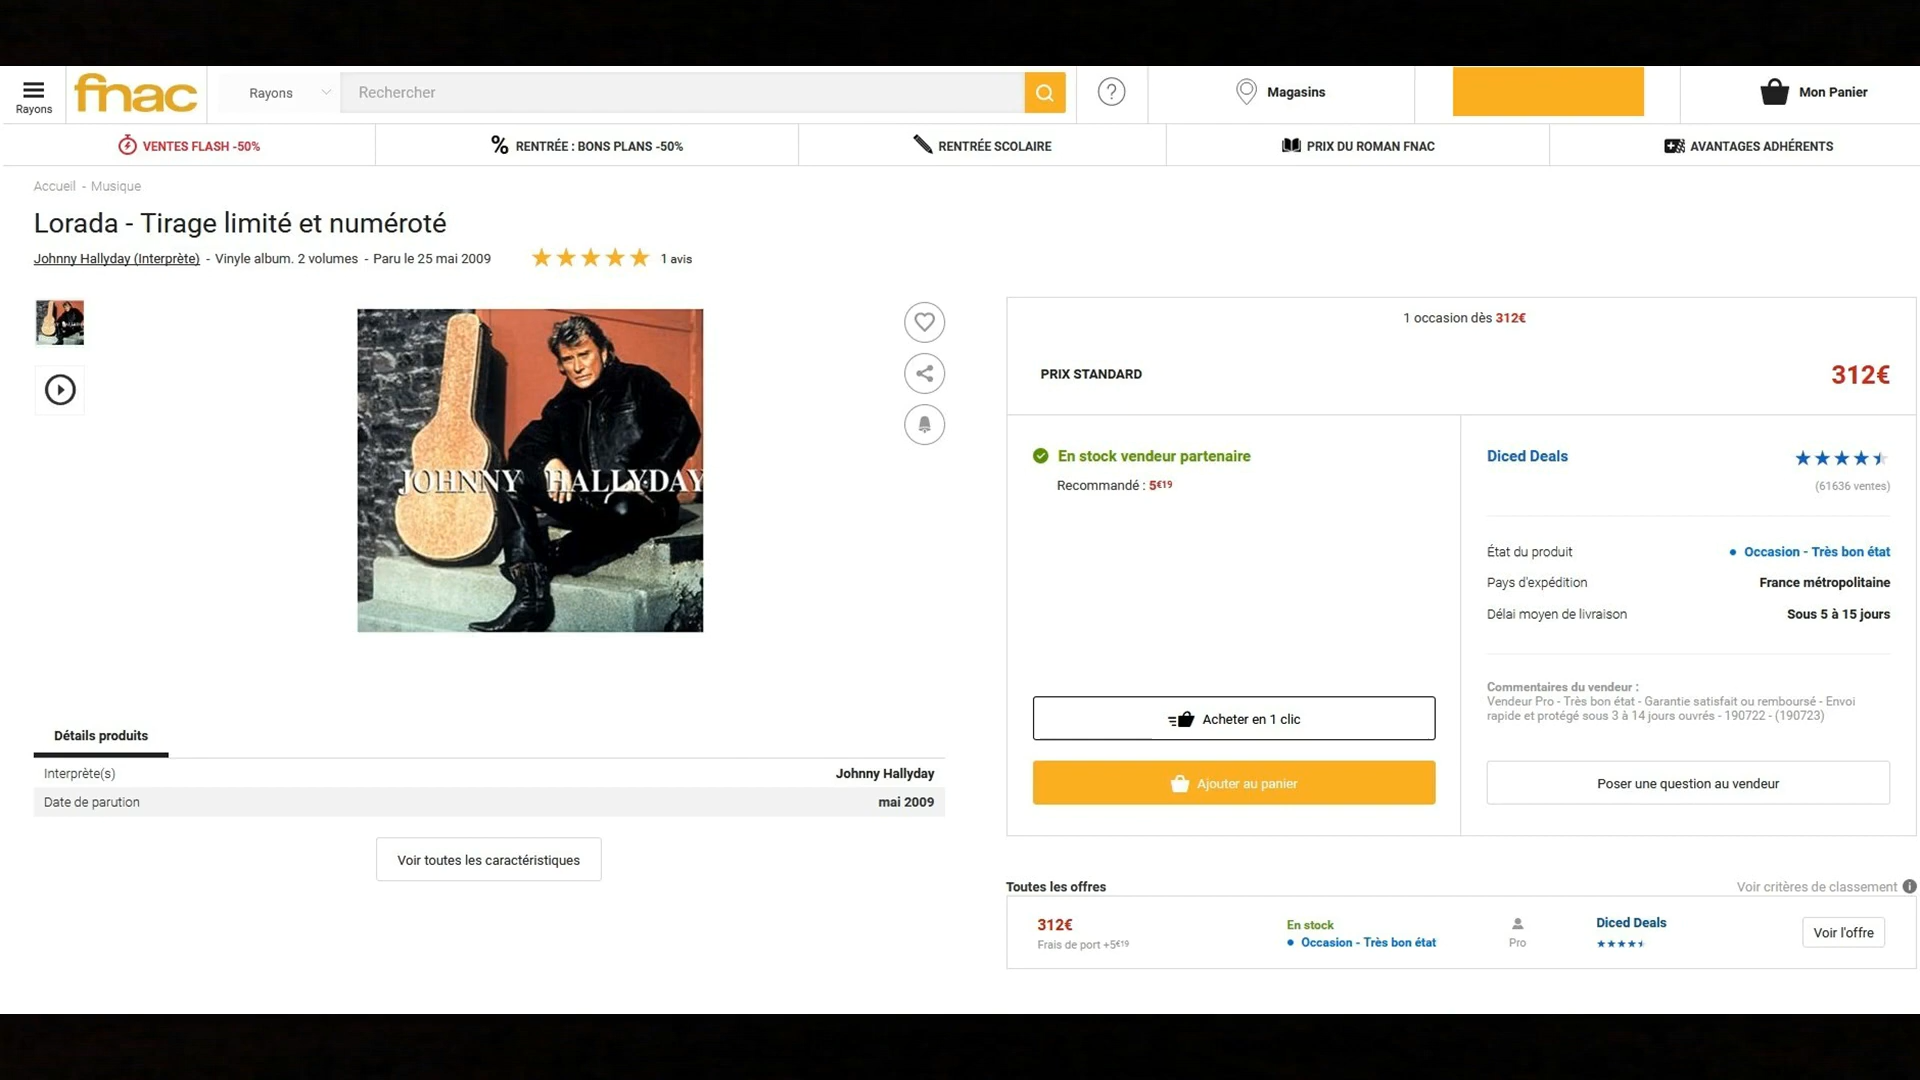 Rayons
fnac
Rayons
Rechercher
?
Magasins
Mon Panier
VENTES FLASH -50%
% RENTRÉE : BONS PLANS -50%
RENTRÉE SCOLAIRE
PRIX DU ROMAN FNAC
AVANTAGES ADHÉRENTS
Accueil - Musique
Lorada - Tirage limité et numéroté
Johnny Hallyday (Interprète) - Vinyle album. 2 volumes - Paru le 25 mai 2009
1 avis
JOHNNY HALLYDAY
1 occasion dès 312€
PRIX STANDARD
312€
En stock vendeur partenaire
Recommandé : 5€19
Acheter en 1 clic
Ajouter au panier
Diced Deals
(61636 ventes)
État du produit
Occasion - Très bon état
Pays d'expédition
France métropolitaine
Délai moyen de livraison
Sous 5 à 15 jours
Commentaires du vendeur :
Vendeur Pro - Très bon état - Garantie satisfait ou remboursé - Envoi
rapide et protégé sous 3 à 14 jours ouvrés - 190722 - (190723)
Poser une question au vendeur
Détails produits
Interprète(s)
Johnny Hallyday
Date de parution
mai 2009
Voir toutes les caractéristiques
Toutes les offres
Voir critères de classement
312€
Frais de port +5€19
En stock
Occasion - Très bon état
Pro
Diced Deals
Voir l'offre